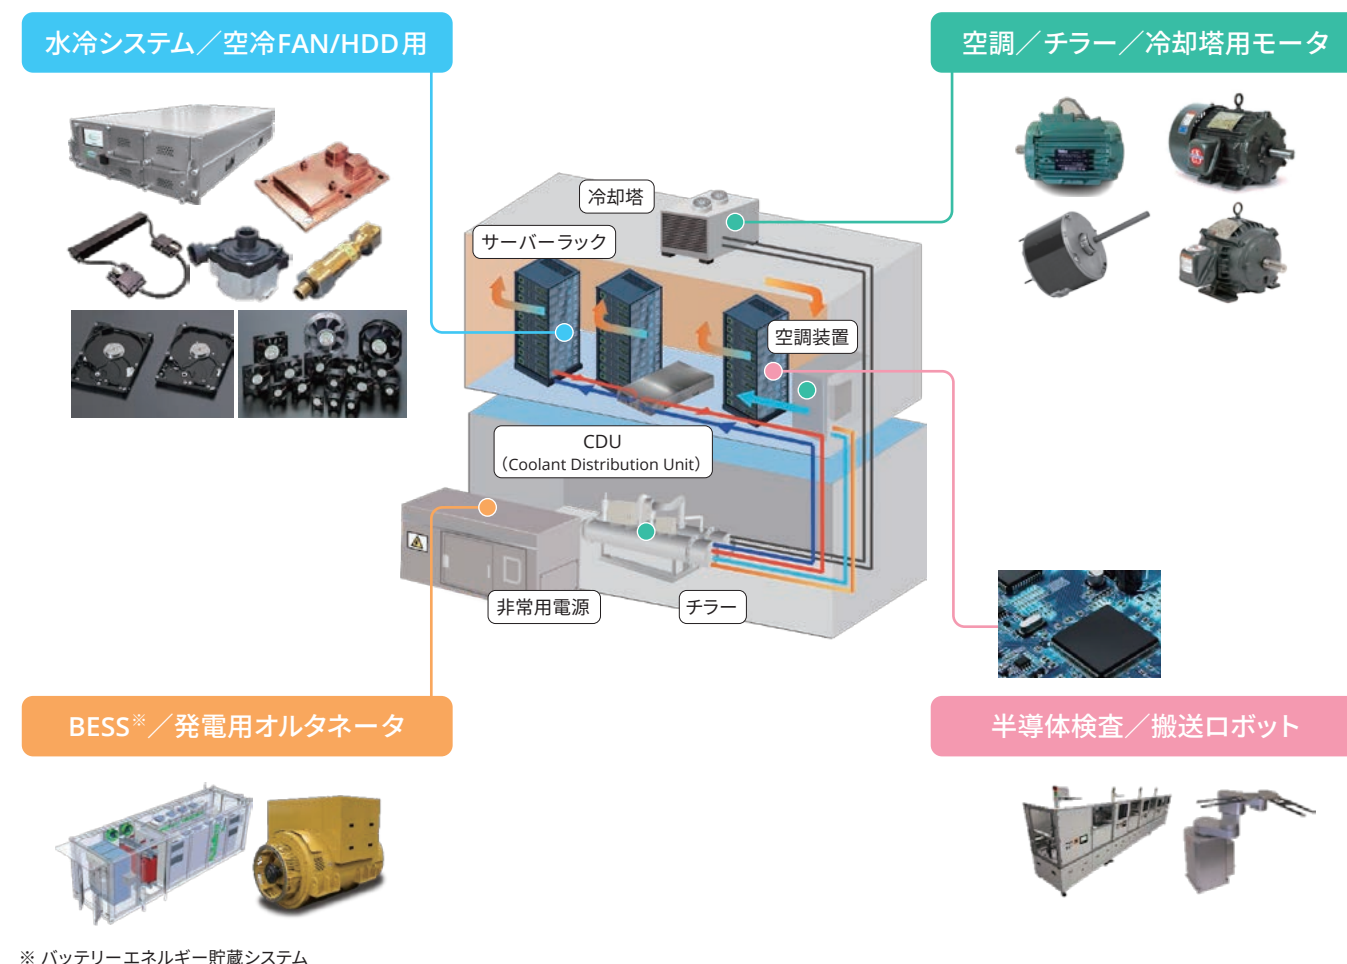 水冷システム／空冷FAN/HDD用
空調／チラー／冷却塔用モータ
冷却塔
サーバーラック
空調装置
CDU
（Coolant Distribution Unit）
非常用電源
チラー
BESS※／発電用オルタネータ
半導体検査／搬送ロボット
※ バッテリーエネルギー貯蔵システム